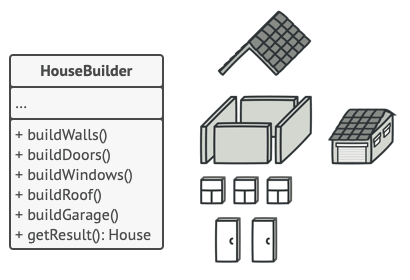 HouseBuilder
...
+ buildWalls()
+ buildDoors()
+ buildWindows()
+ buildRoof()
+ buildGarage()
+ getResult(): House